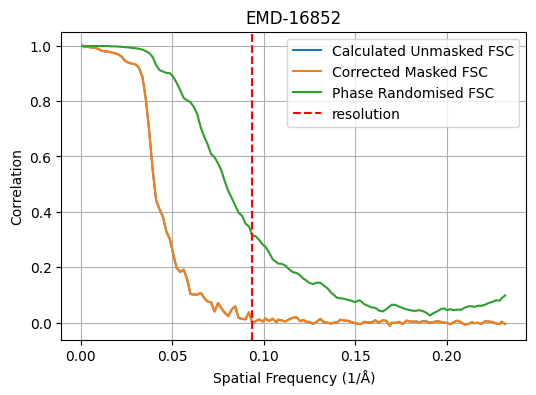 EMD-16852
Calculated Unmasked FSC
Corrected Masked FSC
Phase Randomised FSC
resolution
Correlation
1.0
0.8
0.6
0.4
0.2
0.0
0.00 0.05 0.10 0.15 0.20
Spatial Frequency (1/Å)